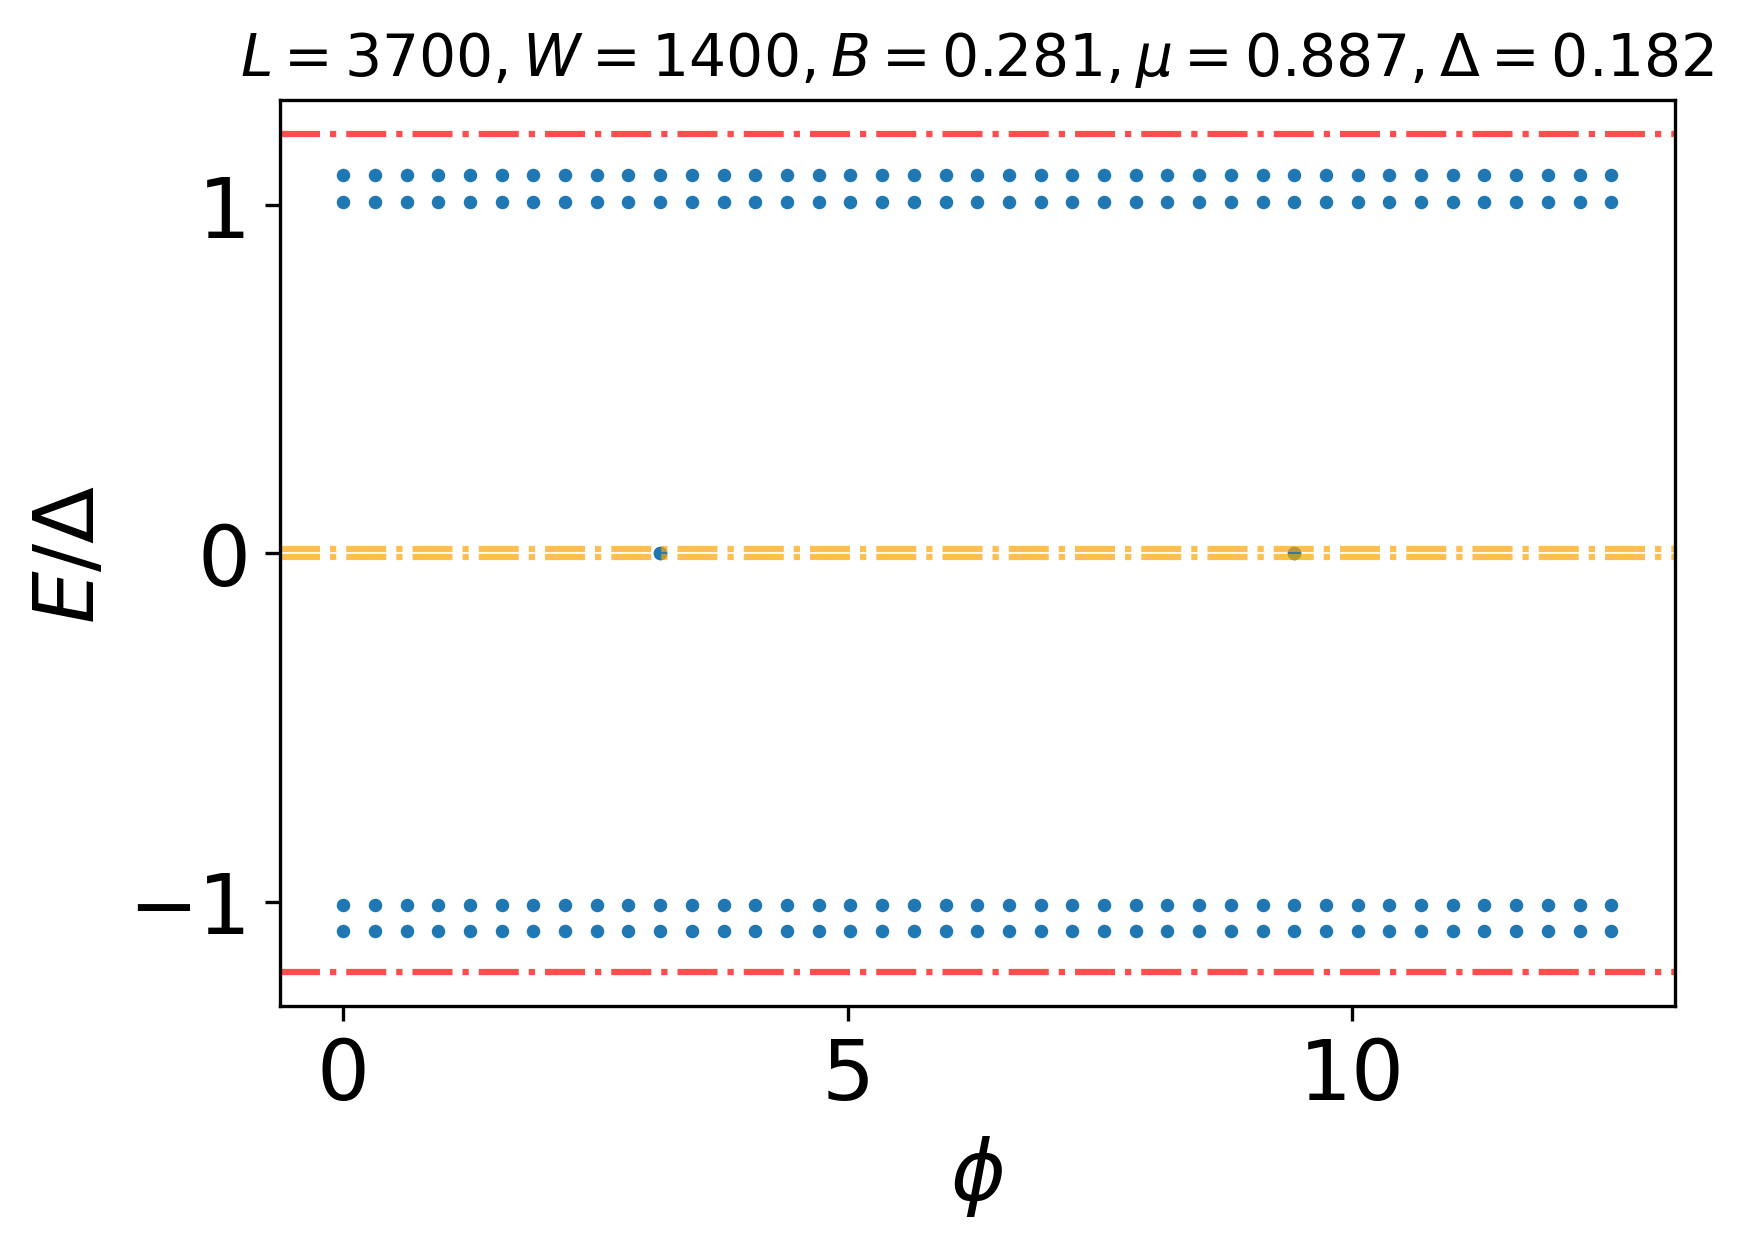 L = 3700, W = 1400, B = 0.281, μ = 0.887, Δ = 0.182
1
0
−1
E/Δ
0 5 10
ϕ